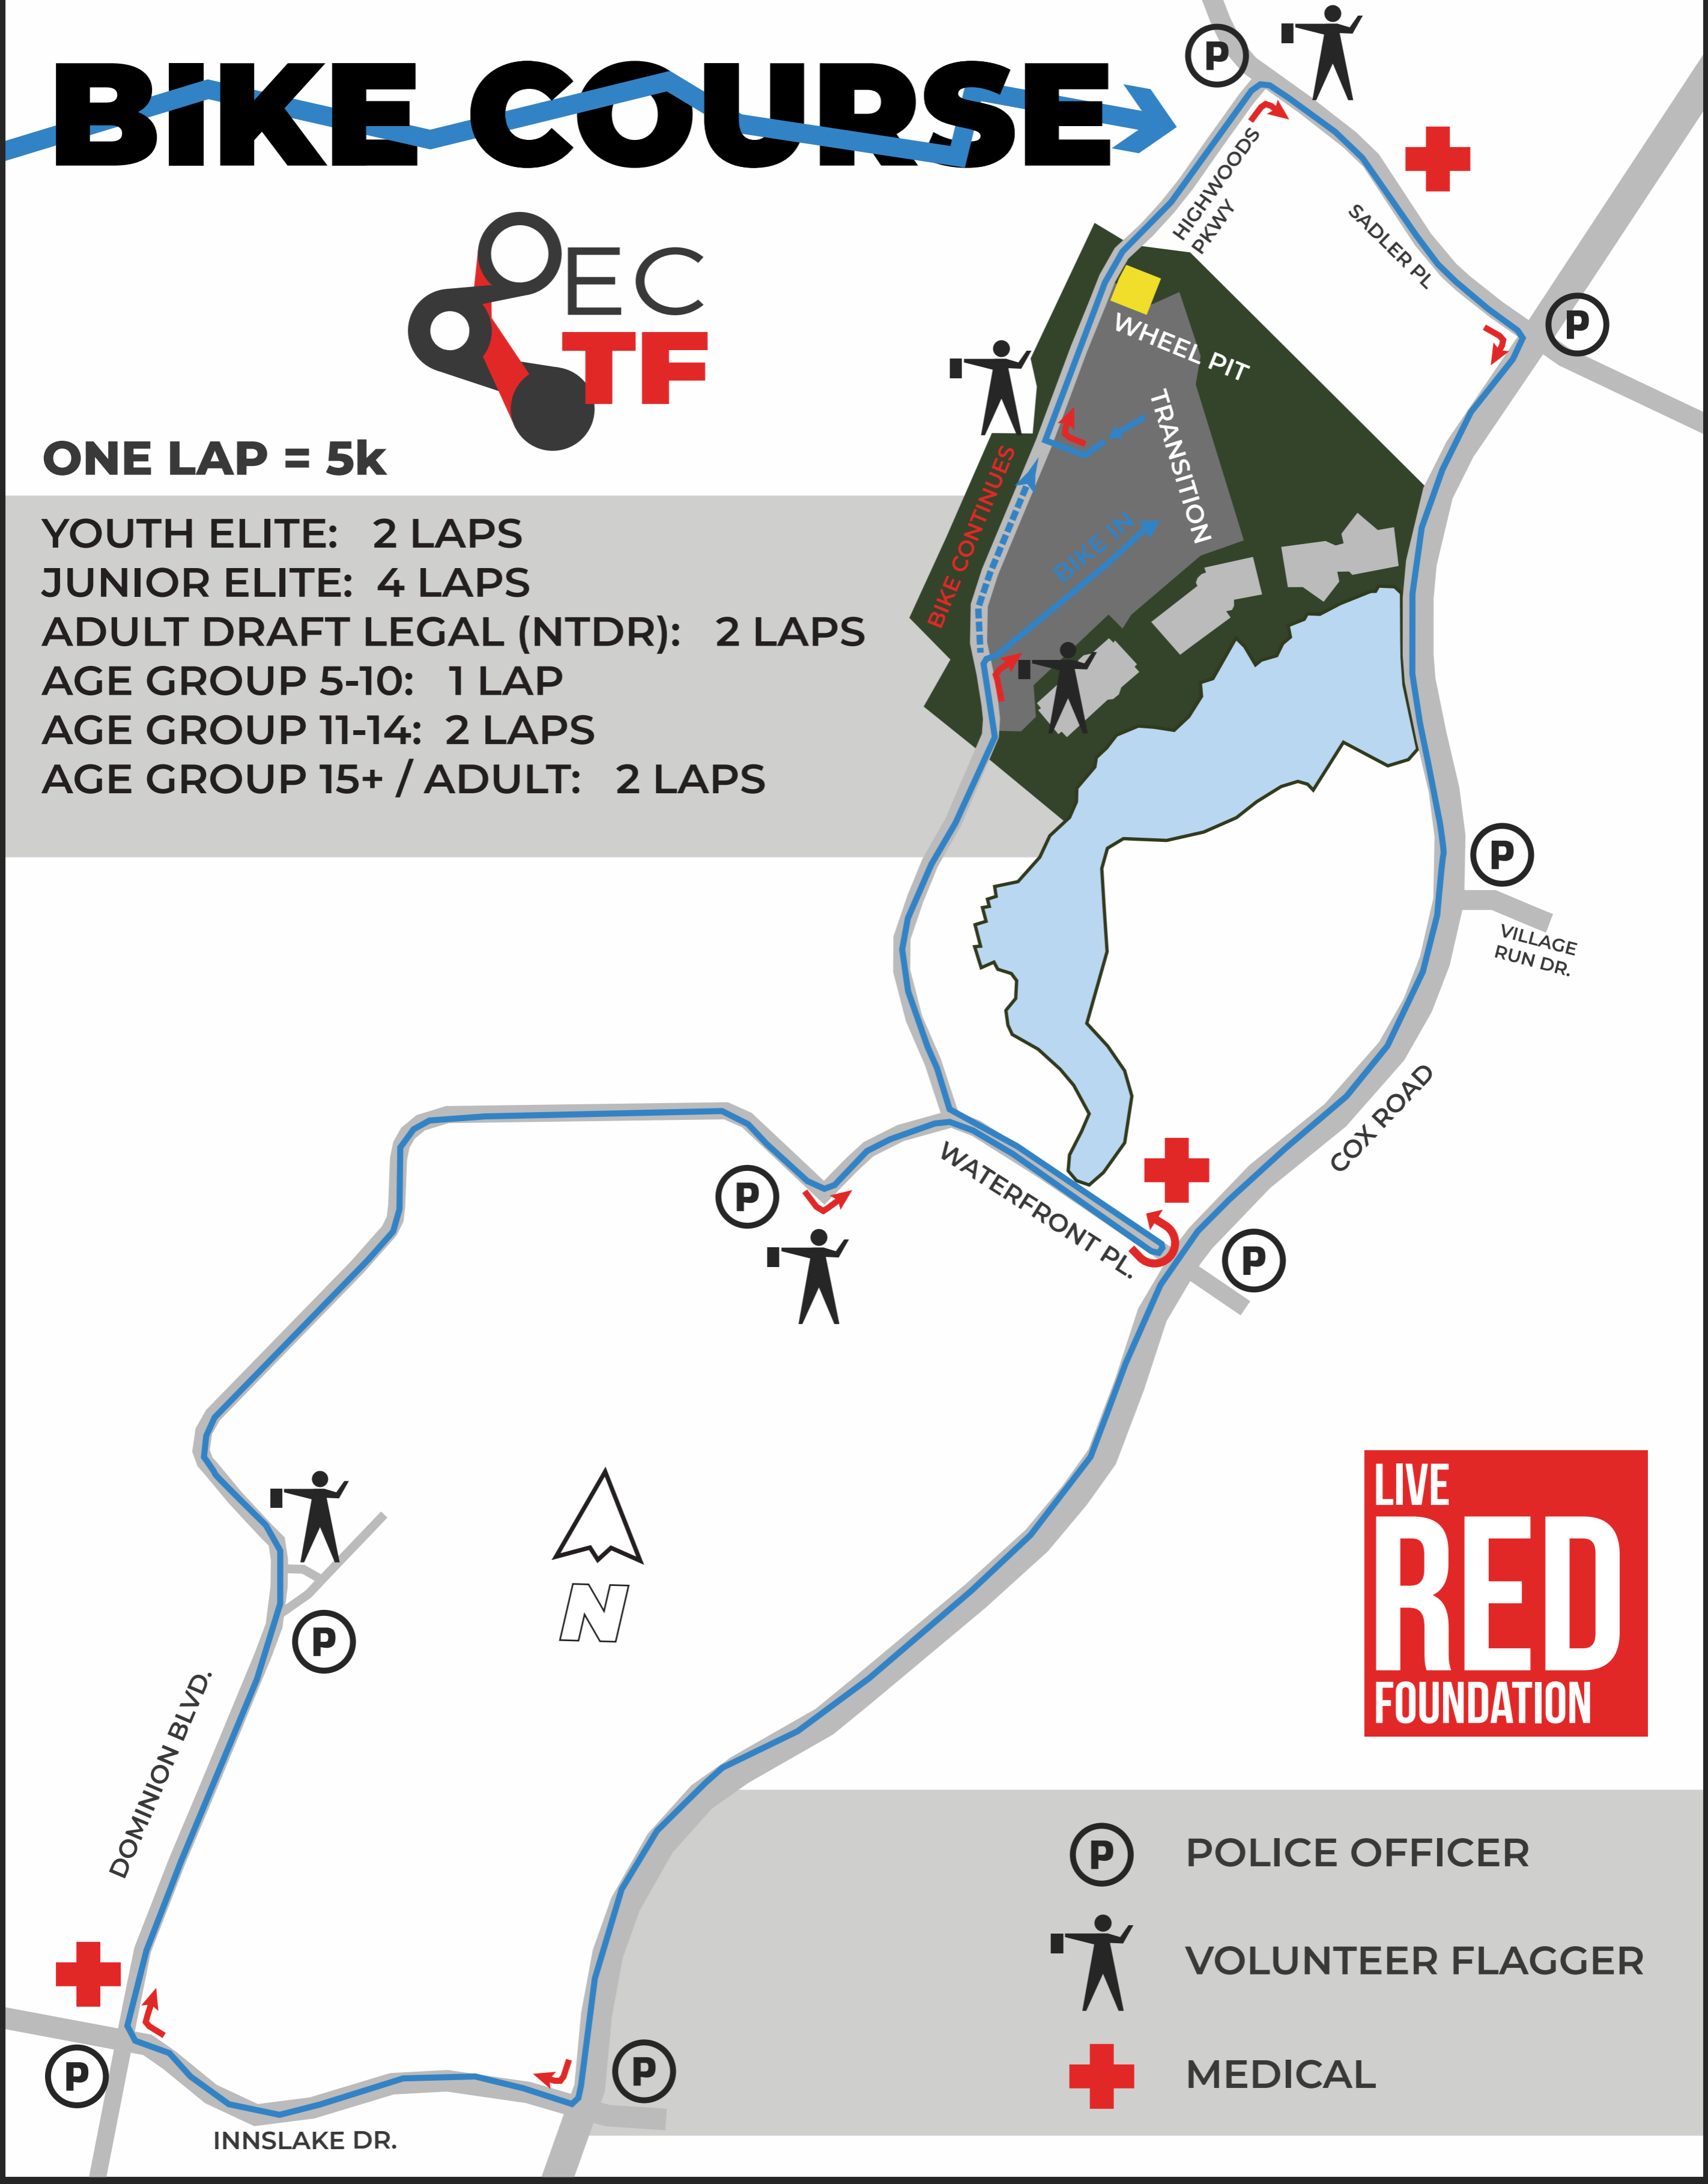 BIKE COURSE
EC
TF
ONE LAP = 5k
YOUTH ELITE: 2 LAPS
JUNIOR ELITE: 4 LAPS
ADULT DRAFT LEGAL (NTDR): 2 LAPS
AGE GROUP 5-10: 1 LAP
AGE GROUP 11-14: 2 LAPS
AGE GROUP 15+ / ADULT: 2 LAPS
P
HIGHWOODS
PKWY
SADLER PL
P
WHEEL PIT
TRANSITION
BIKE CONTINUES
BIKE IN
P
VILLAGE
RUN DR.
COX ROAD
WATERFRONT PL.
P
P
P
DOMINION BLVD.
N
LIVE
RED
FOUNDATION
P
P
INNSLAKE DR.
P POLICE OFFICER
VOLUNTEER FLAGGER
MEDICAL